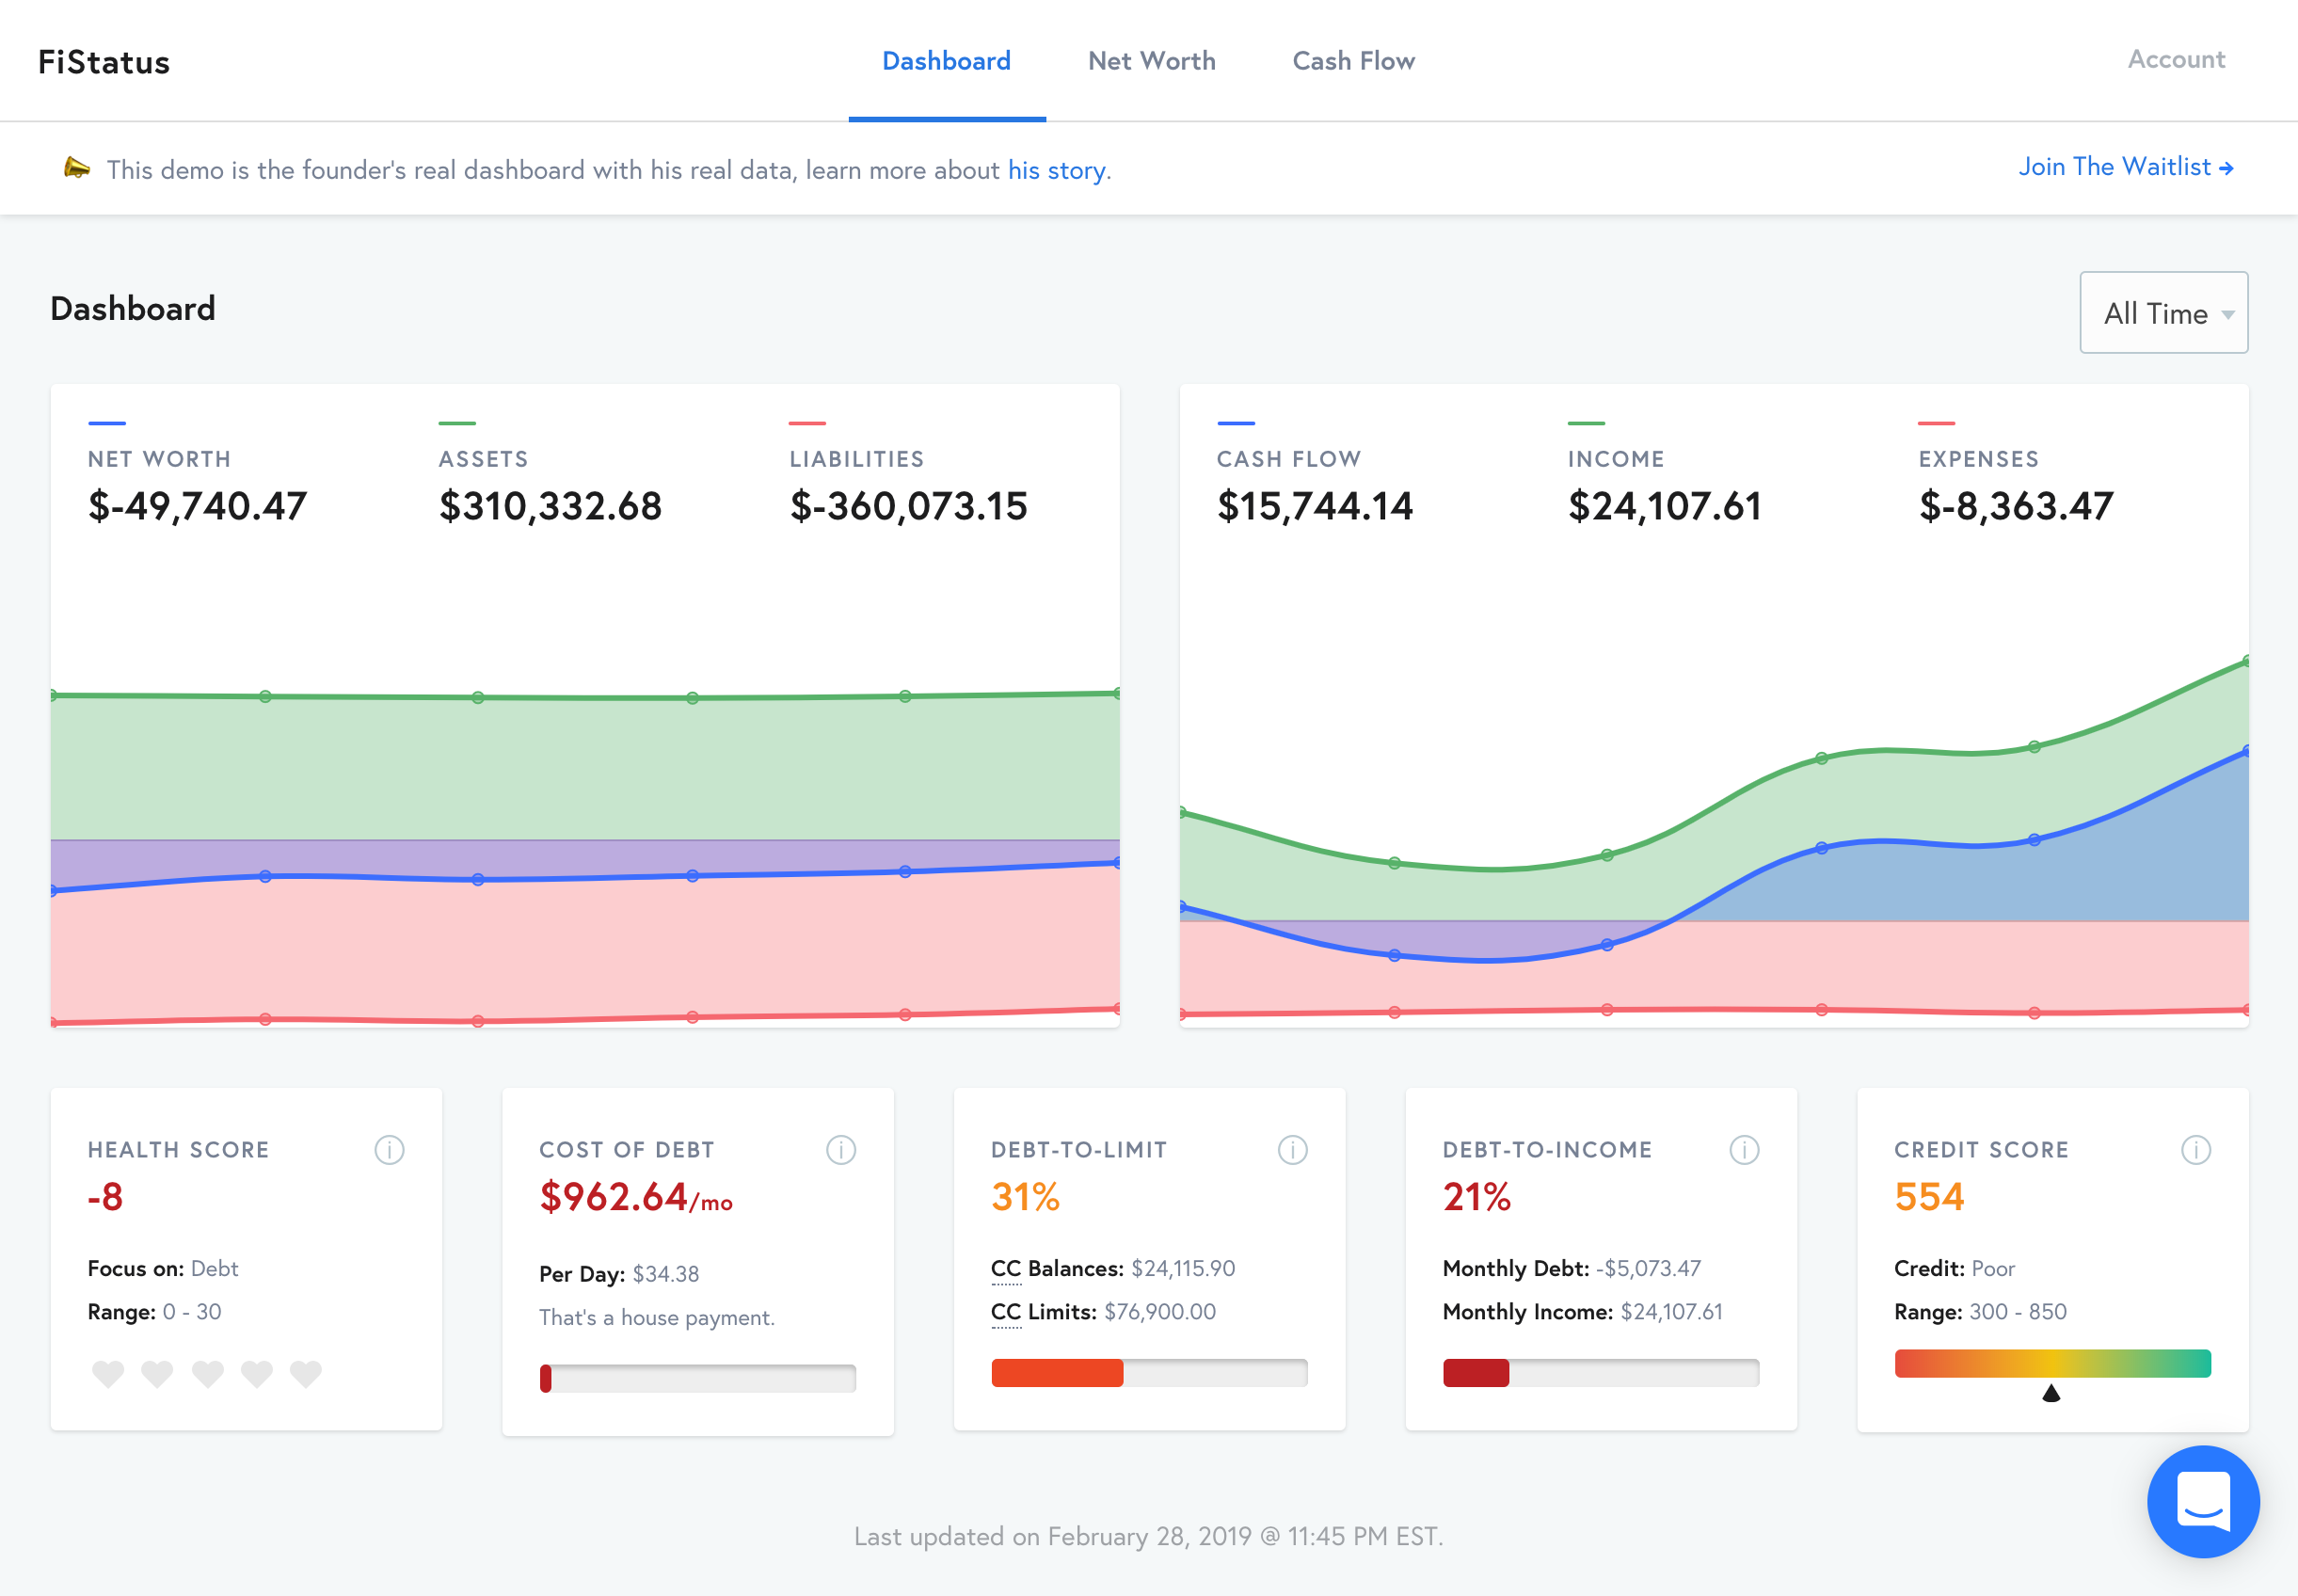 FiStatus
Dashboard
Net Worth
Cash Flow
Account
This demo is the founder's real dashboard with his real data, learn more about his story.
Join The Waitlist →
Dashboard
All Time
NET WORTH
$-49,740.47
ASSETS
$310,332.68
LIABILITIES
$-360,073.15
CASH FLOW
$15,744.14
INCOME
$24,107.61
EXPENSES
$-8,363.47
HEALTH SCORE
-8
Focus on: Debt
Range: 0 - 30
COST OF DEBT
$962.64/mo
Per Day: $34.38
That's a house payment.
DEBT-TO-LIMIT
31%
CC Balances: $24,115.90
CC Limits: $76,900.00
DEBT-TO-INCOME
21%
Monthly Debt: -$5,073.47
Monthly Income: $24,107.61
CREDIT SCORE
554
Credit: Poor
Range: 300 - 850
Last updated on February 28, 2019 @ 11:45 PM EST.